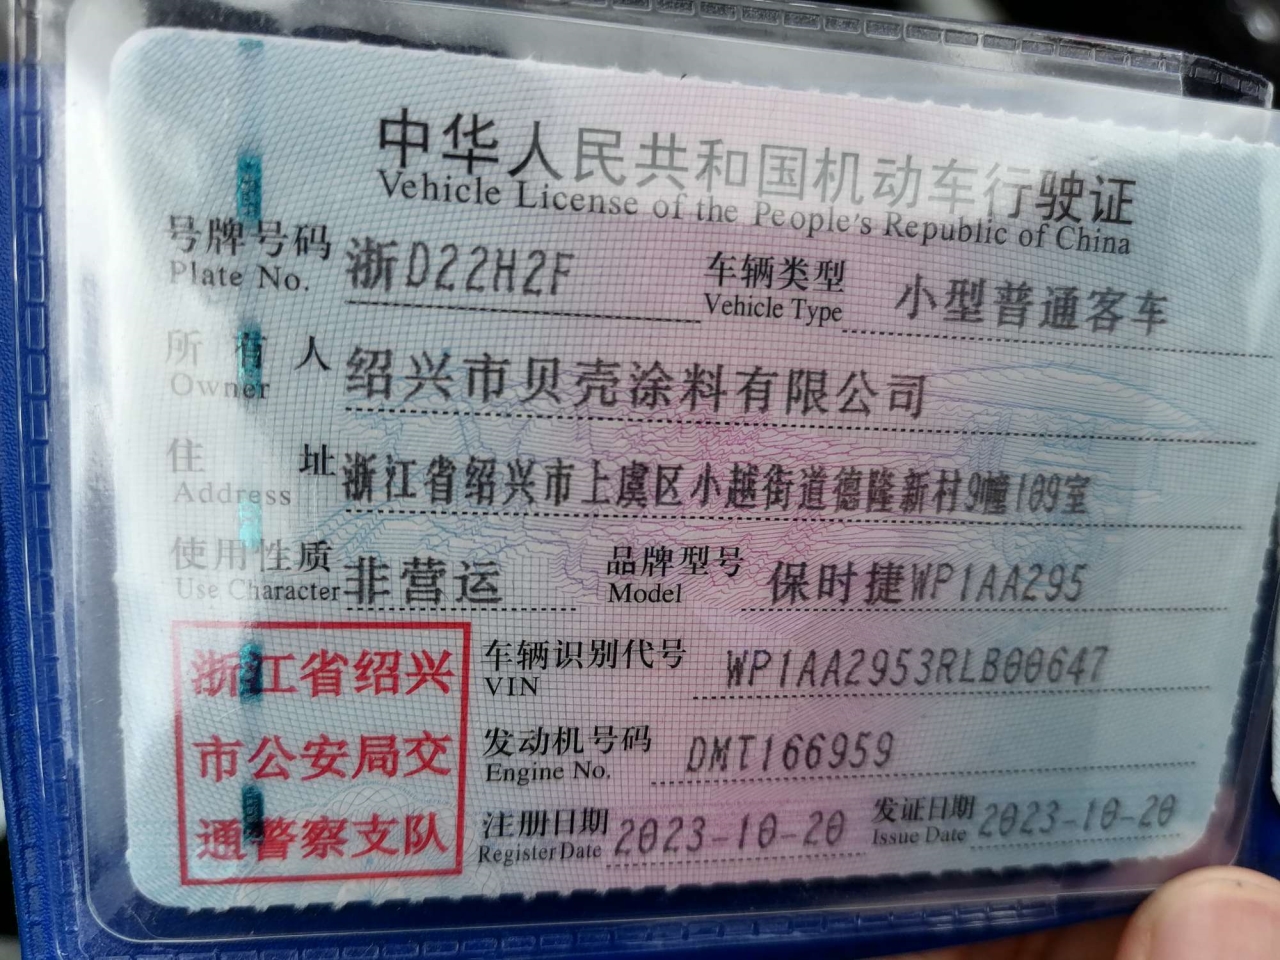 中华人民共和国机动车行驶证
Vehicle License of the People's Republic of China
号牌号码 浙D22H2F 车辆类型 小型普通客车
Plate No. Vehicle Type
所有人 绍兴市贝壳涂料有限公司
Owner
住址 浙江省绍兴市上虞区小越街道德隆新村9幢109室
Address
使用性质 非营运 品牌型号 保时捷WP1AA295
Use Character Model
浙江省绍兴
市公安局交
通警察支队
车辆识别代号 WP1AA2953RLB00647
VIN
发动机号码 DMT166959
Engine No.
注册日期 2023-10-20 发证日期 2023-10-20
Register Date Issue Date